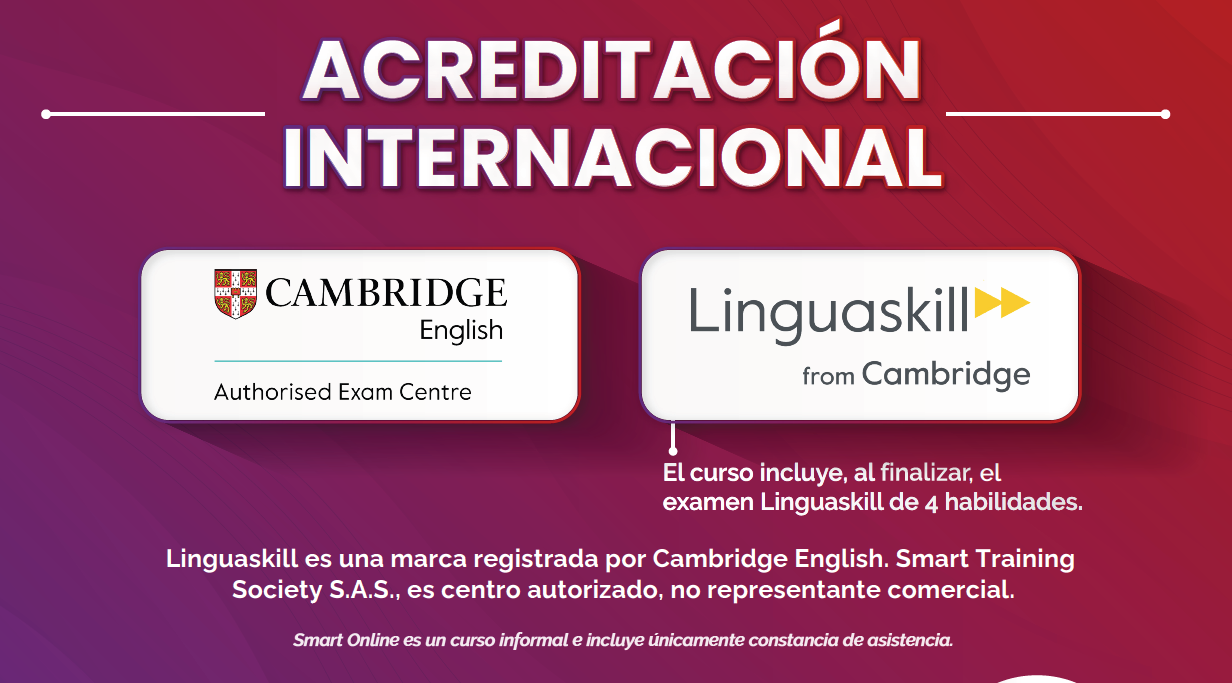 ACREDITACIÓN
INTERNACIONAL
CAMBRIDGE
English
Authorised Exam Centre
Linguaskill
from Cambridge
El curso incluye, al finalizar, el
examen Linguaskill de 4 habilidades.
Linguaskill es una marca registrada por Cambridge English. Smart Training
Society S.A.S., es centro autorizado, no representante comercial.
Smart Online es un curso informal e incluye únicamente constancia de asistencia.